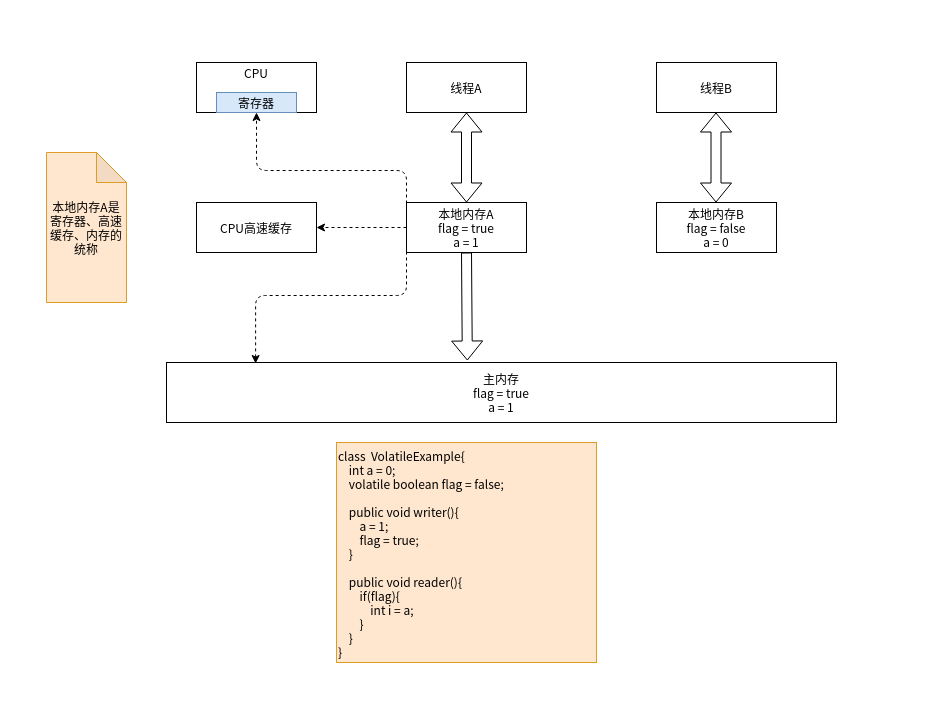 CPU
寄存器
线程A
线程B
本地内存A是
寄存器、高速
缓存、内存的
统称
CPU高速缓存
本地内存A
flag = true
a = 1
本地内存B
flag = false
a = 0
主内存
flag = true
a = 1
class  VolatileExample{
    int a = 0;
    volatile boolean flag = false;

    public void writer(){
        a = 1;
        flag = true;
    }

    public void reader(){
        if(flag){
            int i = a;
        }
    }
}